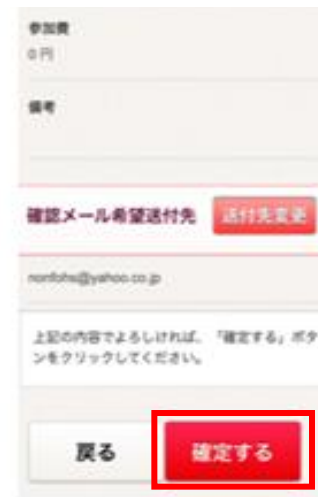 参加費
0 円
備考
確認メール希望送付先
送付先変更
上記の内容でよろしければ、「確定する」ボタ
ンをクリックしてください。
戻る
確定する